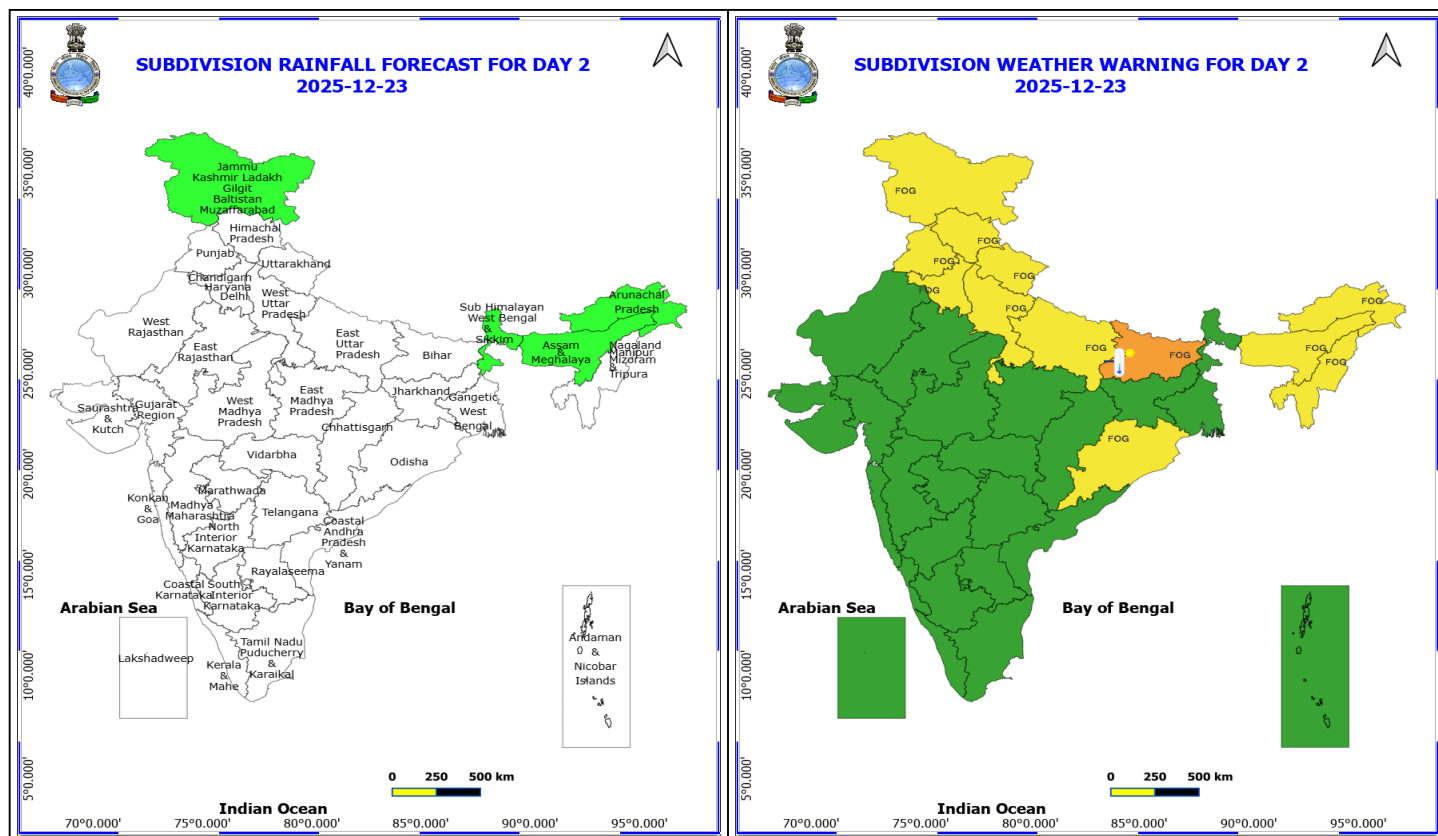 SUBDIVISION RAINFALL FORECAST FOR DAY 2
2025-12-23
40°0.000'
35°0.000'
30°0.000'
25°0.000'
20°0.000'
15°0.000'
10°0.000'
5°0.000'
Jammu
Kashmir Ladakh
Gilgit
Baltistan
Muzaffarabad
Himachal
Pradesh
Punjab
Uttarakhand
Chandigarh
Haryana
Delhi
West
Uttar
Pradesh
West
Rajasthan
East
Rajasthan
East
Uttar
Pradesh
Bihar
Sub Himalayan
West Bengal
&
Sikkim
Arunachal
Pradesh
Assam
&
Meghalaya
Nagaland
Manipur
Mizoram
&
Tripura
Saurashtra
&
Kutch
Gujarat
Region
West
Madhya
Pradesh
East
Madhya
Pradesh
Jharkhand
Gangetic
West
Bengal
Chhattisgarh
Vidarbha
Odisha
Konkan
&
Goa
Madhya
Maharashtra
Marathwada
Telangana
North
Interior
Karnataka
Coastal
Andhra
Pradesh
&
Yanam
Rayalaseema
Coastal
Karnataka
South
Interior
Karnataka
Arabian Sea
Bay of Bengal
Lakshadweep
Kerala
&
Mahe
Tamil Nadu
Puducherry
&
Karaikal
Andaman
&
Nicobar
Islands
0 250 500 km
Indian Ocean
70°0.000' 75°0.000' 80°0.000' 85°0.000' 90°0.000' 95°0.000'
SUBDIVISION WEATHER WARNING FOR DAY 2
2025-12-23
40°0.000'
35°0.000'
30°0.000'
25°0.000'
20°0.000'
15°0.000'
10°0.000'
5°0.000'
FOG
FOG
FOG
FOG
FOG
FOG
FOG
FOG
FOG
FOG
FOG
FOG
Arabian Sea
Bay of Bengal
0 250 500 km
Indian Ocean
70°0.000' 75°0.000' 80°0.000' 85°0.000' 90°0.000' 95°0.000'